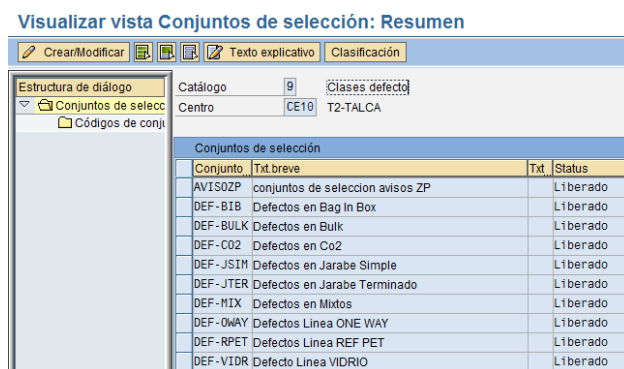 Visualizar vista Conjuntos de selección: Resumen
Crear/Modificar Texto explicativo Clasificación
Estructura de diálogo
Conjuntos de selecc
Códigos de conju
Catálogo 9 Clases defecto
Centro CE10 T2-TALCA
Conjuntos de selección
Conjunto Txt.breve Txt Status
AVISOZP conjuntos de seleccion avisos ZP Liberado
DEF-BIB Defectos en Bag In Box Liberado
DEF-BULK Defectos en Bulk Liberado
DEF-CO2 Defectos en Co2 Liberado
DEF-JSIM Defectos en Jarabe Simple Liberado
DEF-JTER Defectos en Jarabe Terminado Liberado
DEF-MIX Defectos en Mixtos Liberado
DEF-OWAY Defectos Linea ONE WAY Liberado
DEF-RPET Defectos Linea REF PET Liberado
DEF-VIDR Defecto Linea VIDRIO Liberado